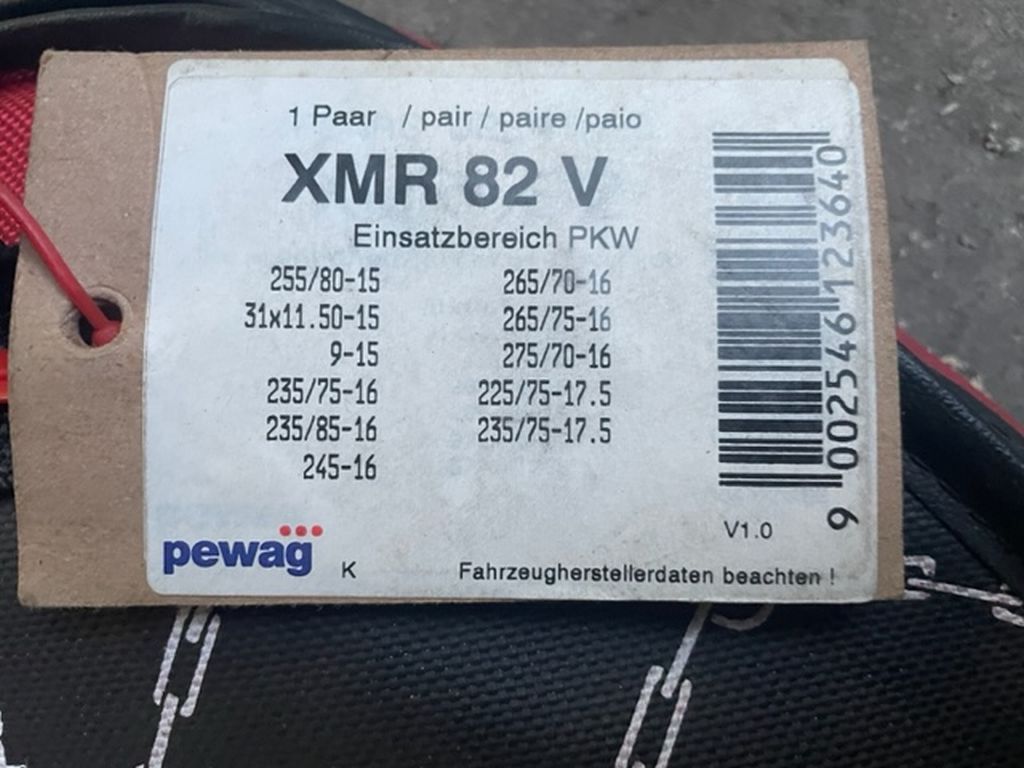 1 Paar / pair / paire /paio
XMR 82 V
Einsatzbereich PKW
255/80-15
31x11.50-15
9-15
235/75-16
235/85-16
245-16
265/70-16
265/75-16
275/70-16
225/75-17.5
235/75-17.5
9 002546 123640
V1.0
pewag
K
Fahrzeugherstellerdaten beachten !